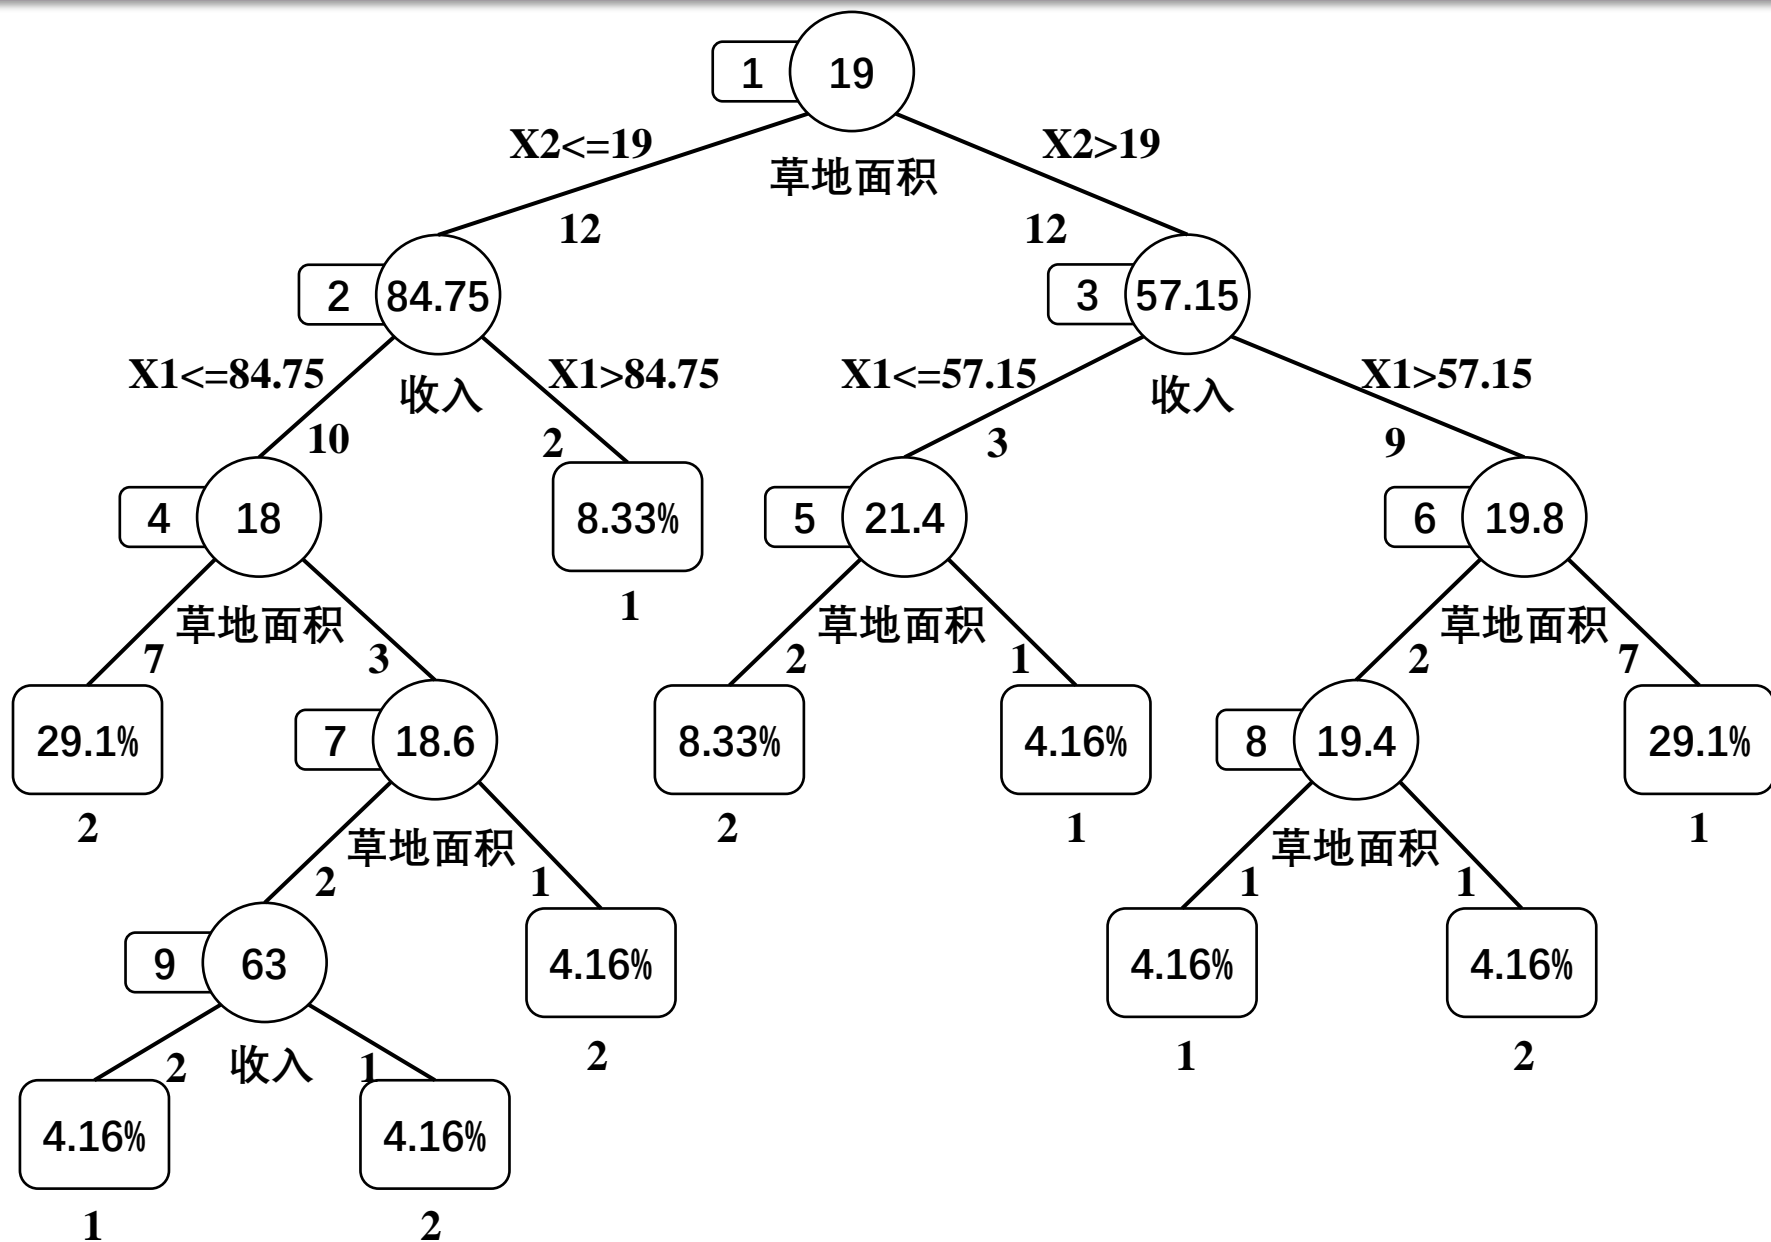 1 19
X2<=19 X2>19
草地面积
12 12
2 84.75 3 57.15
X1<=84.75 收入 X1>84.75 X1<=57.15 收入 X1>57.15
10 2 3 9
4 18 8.33% 5 21.4 6 19.8
1
草地面积 草地面积 草地面积
7 3 2 1 2 7
29.1% 7 18.6 8.33% 4.16% 8 19.4 29.1%
2 2 1 1
草地面积 草地面积
2 1 1 1
9 63 4.16% 4.16% 4.16%
2 收入 1 2 1 2
4.16% 4.16%
1 2